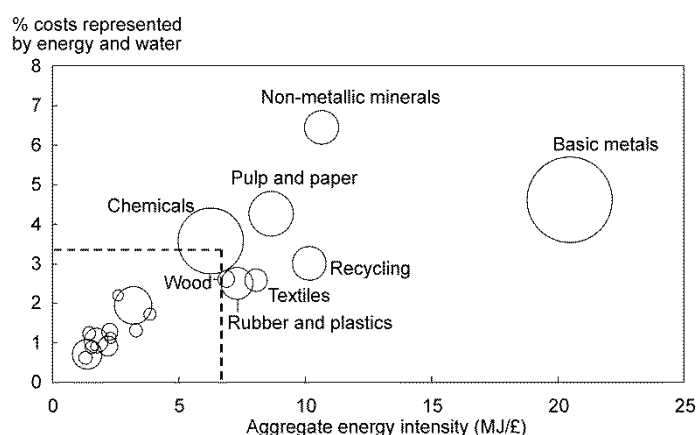 % costs represented
by energy and water
8
7
6
5
4
3
2
1
0
Non-metallic minerals
Basic metals
Pulp and paper
Chemicals
Recycling
Wood
Textiles
Rubber and plastics
0 5 10 15 20 25
Aggregate energy intensity (MJ/£)